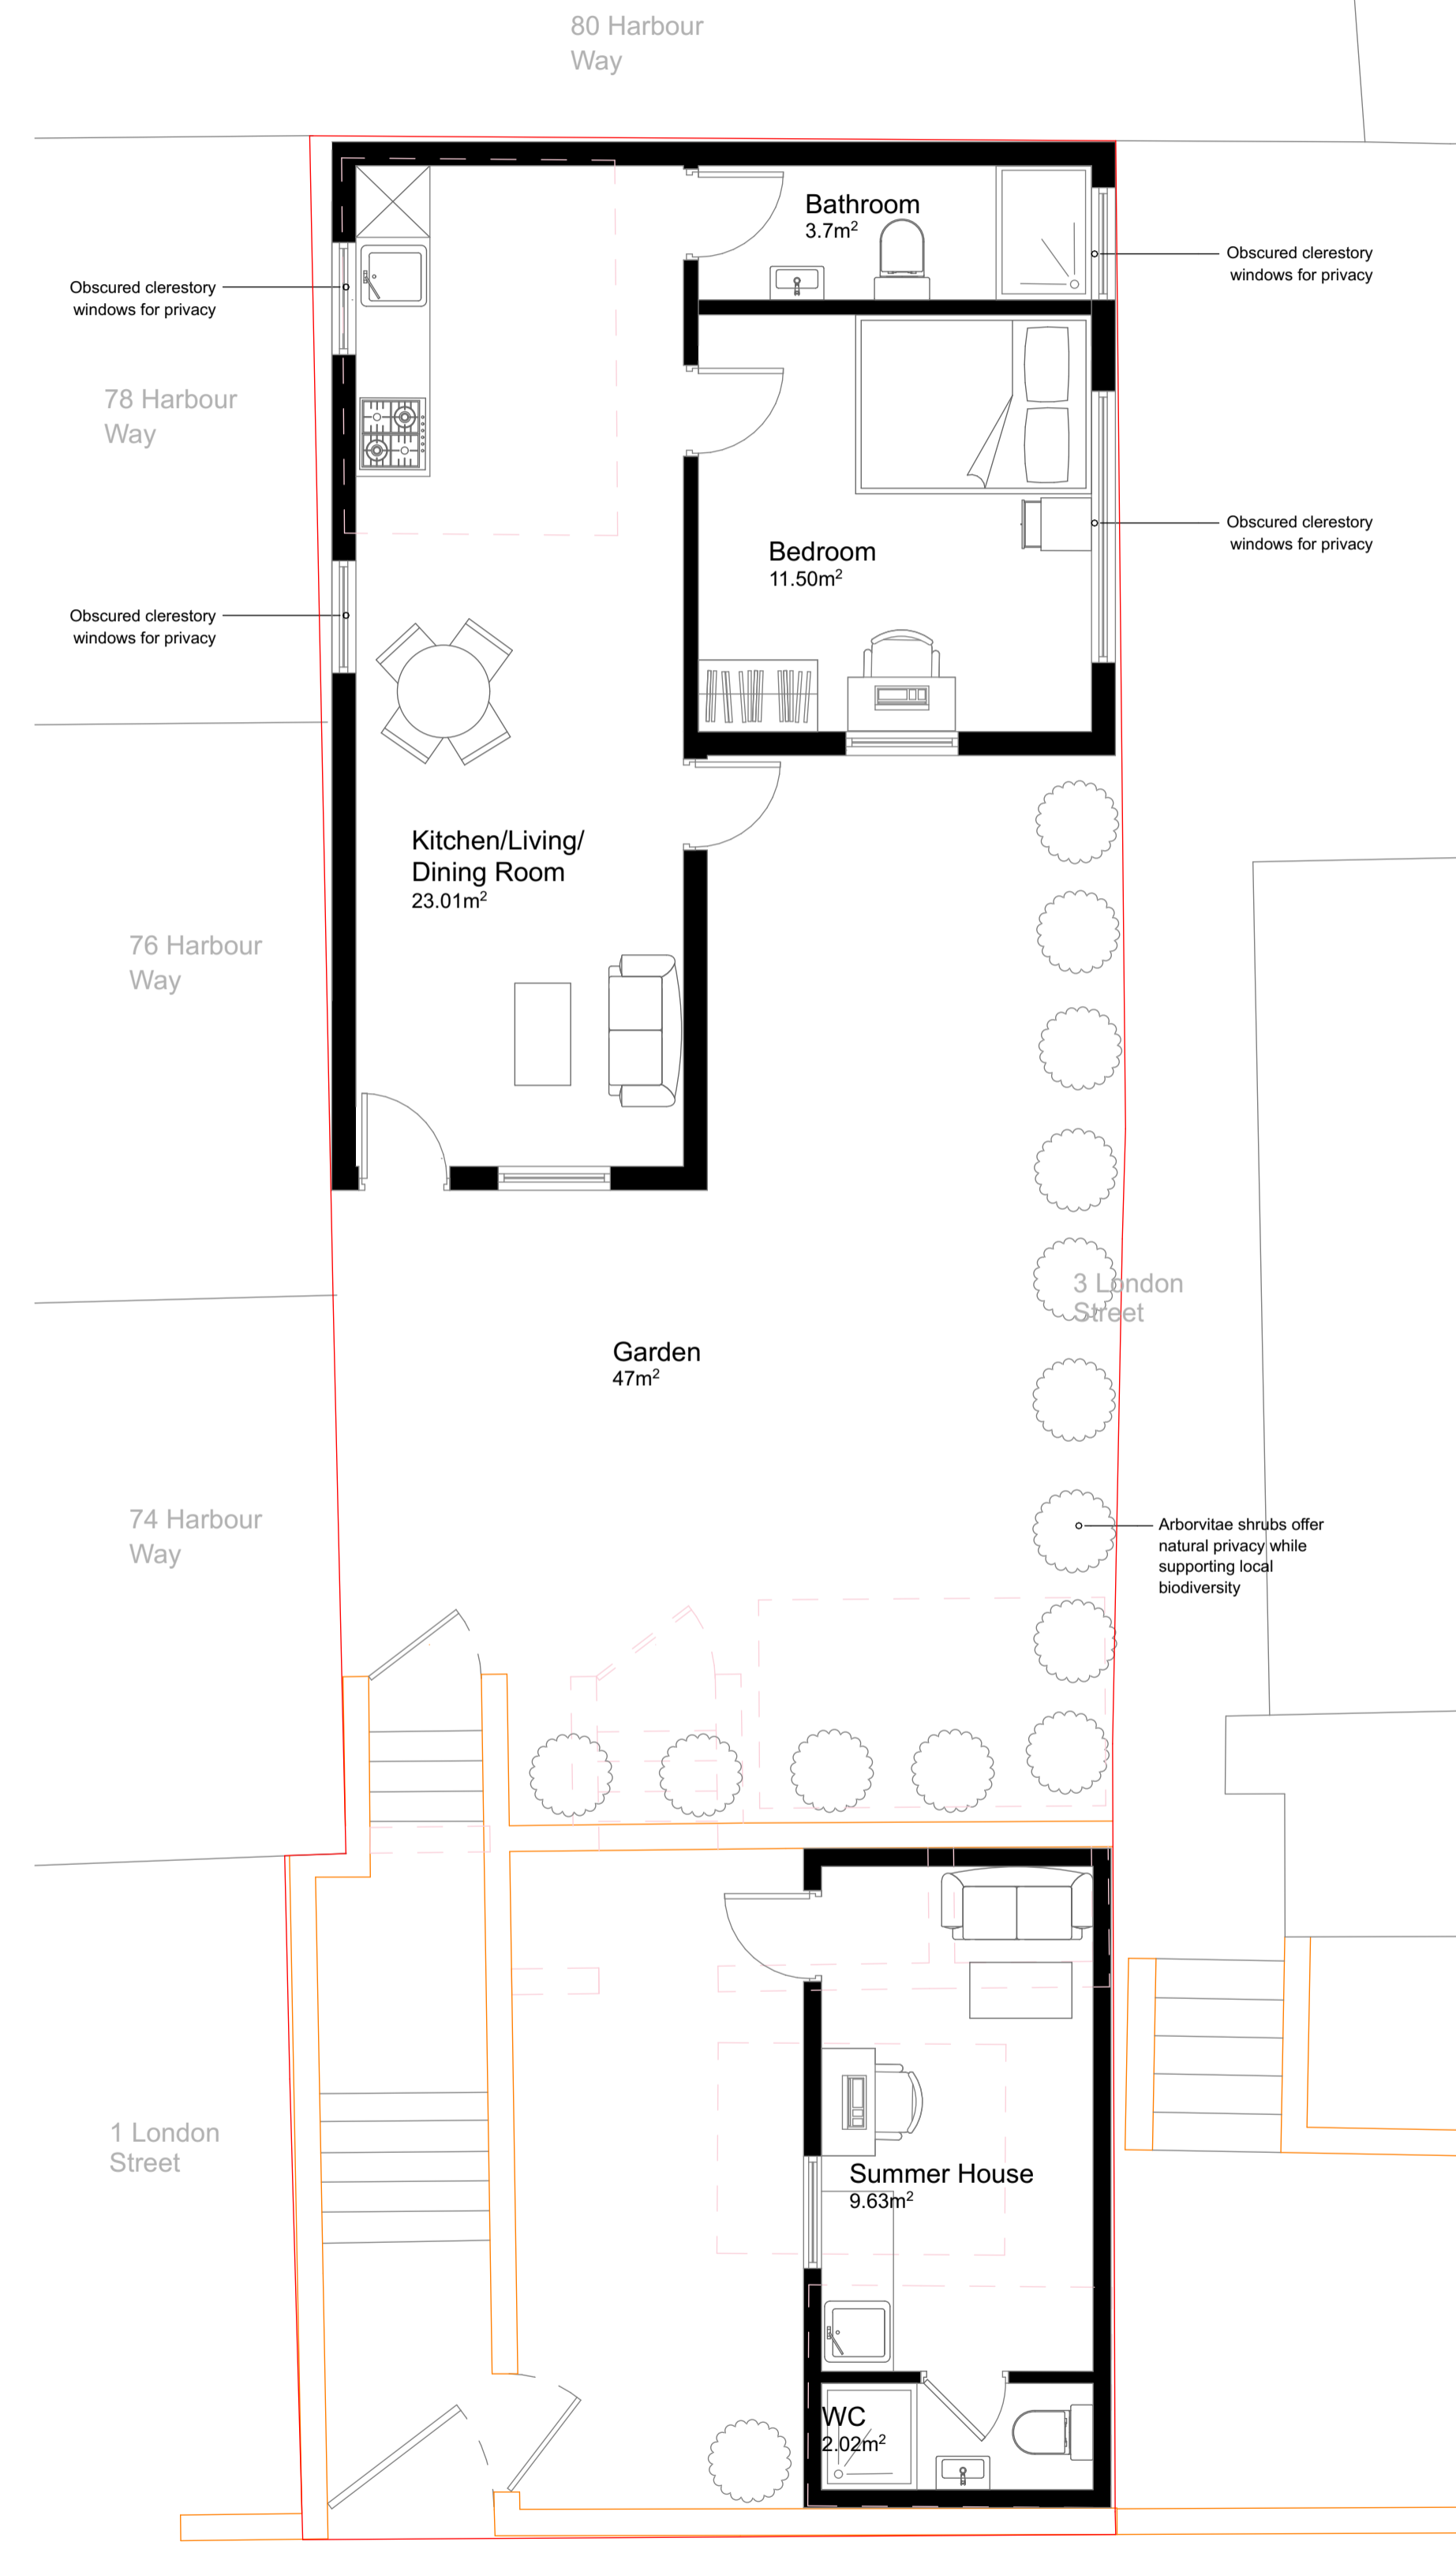 80 Harbour
Way
Bathroom
3.7m²
Obscured clerestory
windows for privacy
Obscured clerestory
windows for privacy
78 Harbour
Way
Obscured clerestory
windows for privacy
Bedroom
11.50m²
Obscured clerestory
windows for privacy
Kitchen/Living/
Dining Room
23.01m²
76 Harbour
Way
3 London
Street
Garden
47m²
74 Harbour
Way
Arborvitae shrubs offer
natural privacy while
supporting local
biodiversity
1 London
Street
Summer House
9.63m²
WC
2.02m²